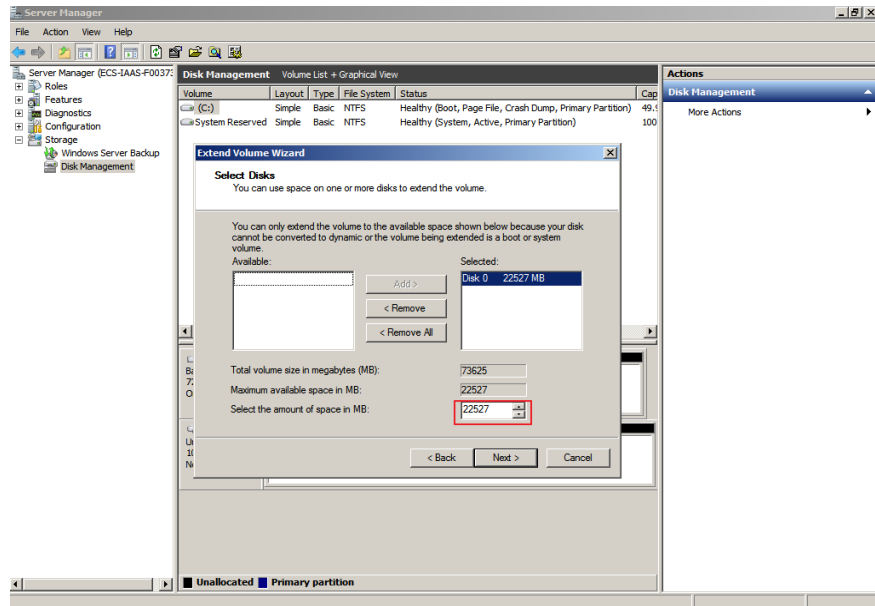 Server Manager
File Action View Help
Server Manager (ECS-IAAS-F0037
Roles
Features
Diagnostics
Configuration
Storage
Windows Server Backup
Disk Management
Disk Management Volume List + Graphical View
Volume Layout Type File System Status Cap
(C:) Simple Basic NTFS Healthy (Boot, Page File, Crash Dump, Primary Partition) 49.9
System Reserved Simple Basic NTFS Healthy (System, Active, Primary Partition) 100
Actions
Disk Management
More Actions
Extend Volume Wizard
Select Disks
You can use space on one or more disks to extend the volume.
You can only extend the volume to the available space shown below because your disk
cannot be converted to dynamic or the volume being extended is a boot or system
volume.
Available:
Selected:
Disk 0 22527 MB
Add >
< Remove
< Remove All
Total volume size in megabytes (MB): 73625
Maximum available space in MB: 22527
Select the amount of space in MB: 22527
< Back Next > Cancel
Ba
72
O
Un
10
No
Unallocated Primary partition